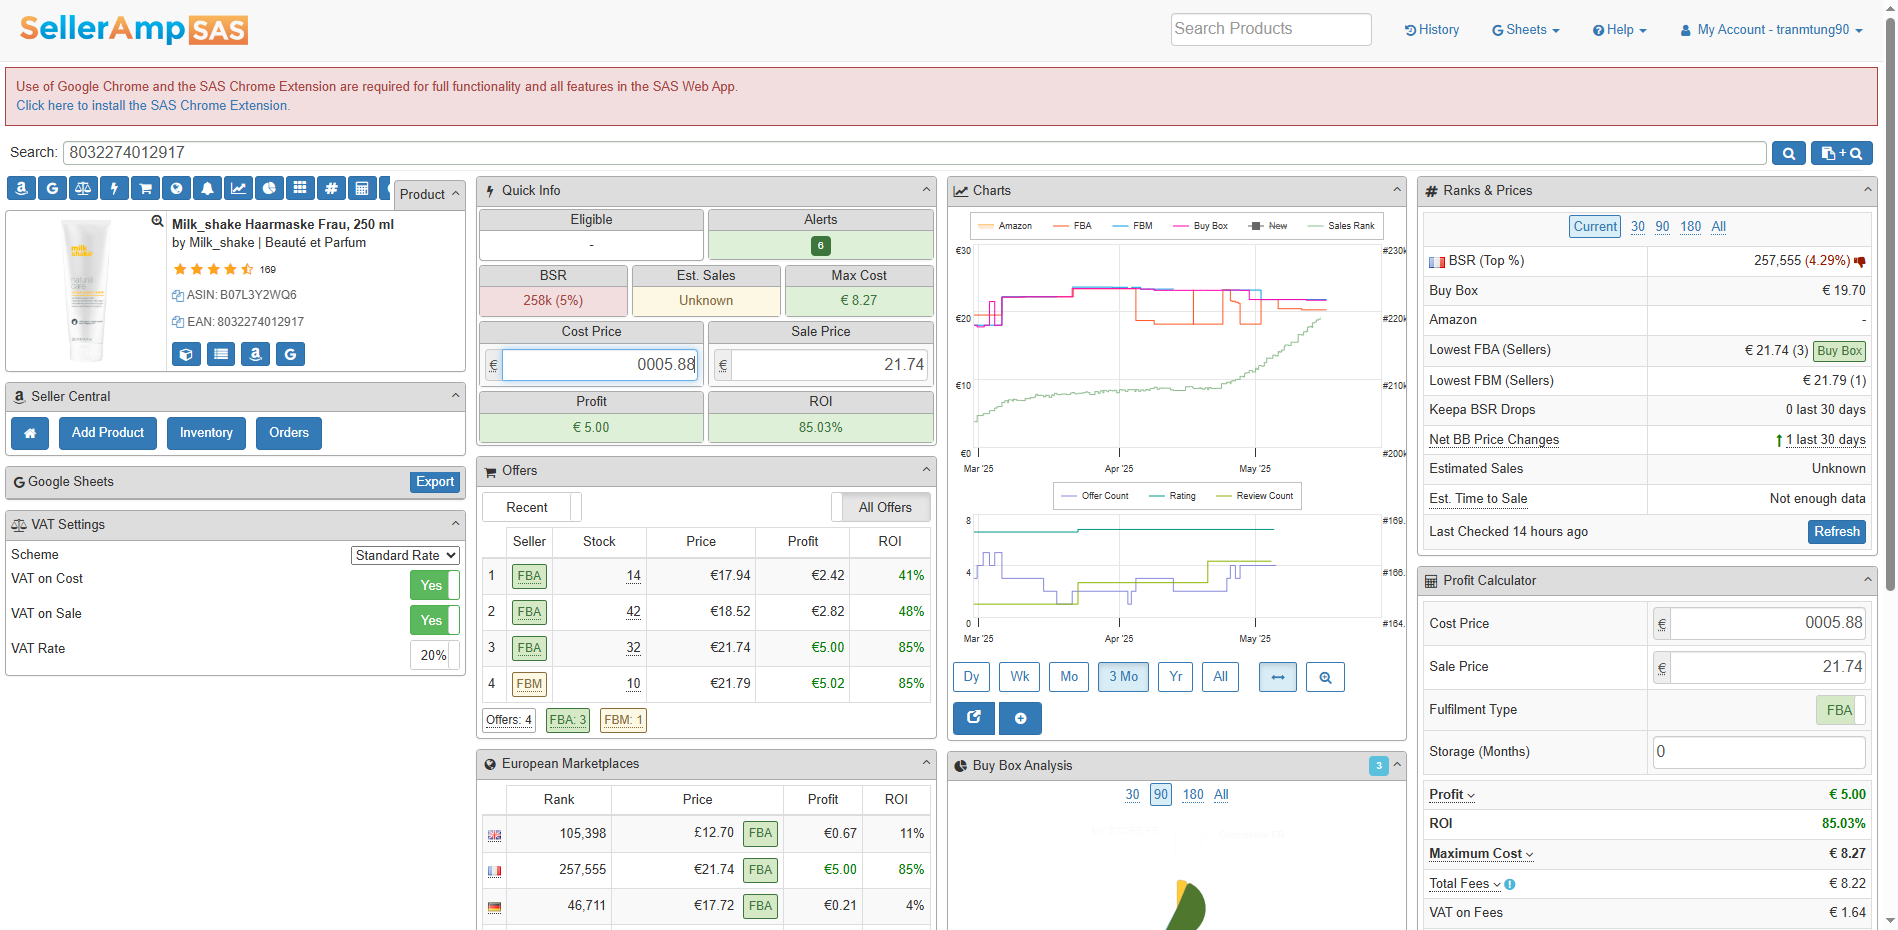 SellerAmp SAS
Search Products
History
Sheets
Help
My Account - tranmtung90
Use of Google Chrome and the SAS Chrome Extension are required for full functionality and all features in the SAS Web App.
Click here to install the SAS Chrome Extension.
Search: 8032274012917
Product
Milk_shake Haarmaske Frau, 250 ml
by Milk_shake | Beauté et Parfum
169
ASIN: B07L3Y2WQ6
EAN: 8032274012917
milk
shake
Seller Central
Add Product
Inventory
Orders
Google Sheets
Export
VAT Settings
Scheme Standard Rate
VAT on Cost Yes
VAT on Sale Yes
VAT Rate 20%
Quick Info
Eligible Alerts
- 6
BSR Est. Sales Max Cost
258k (5%) Unknown € 8.27
Cost Price Sale Price
€ 0005.88 € 21.74
Profit ROI
€ 5.00 85.03%
Offers
Recent All Offers
Seller Stock Price Profit ROI
1 FBA 14 €17.94 €2.42 41%
2 FBA 42 €18.52 €2.82 48%
3 FBA 32 €21.74 €5.00 85%
4 FBM 10 €21.79 €5.02 85%
Offers: 4 FBA: 3 FBM: 1
European Marketplaces
Rank Price Profit ROI
105,398 £12.70 FBA €0.67 11%
257,555 €21.74 FBA €5.00 85%
46,711 €17.72 FBA €0.21 4%
Charts
Amazon FBA FBM Buy Box New Sales Rank
€30 #230k
€20 #220k
€10 #210k
€0 #200k
Mar '25 Apr '25 May '25
Offer Count Rating Review Count
8 #169.
4 #166.
0 #164.
Mar '25 Apr '25 May '25
Dy Wk Mo 3 Mo Yr All
Buy Box Analysis 3
30 90 180 All
Ranks & Prices
Current 30 90 180 All
BSR (Top %) 257,555 (4.29%)
Buy Box € 19.70
Amazon -
Lowest FBA (Sellers) € 21.74 (3) Buy Box
Lowest FBM (Sellers) € 21.79 (1)
Keepa BSR Drops 0 last 30 days
Net BB Price Changes 1 last 30 days
Estimated Sales Unknown
Est. Time to Sale Not enough data
Last Checked 14 hours ago Refresh
Profit Calculator
Cost Price € 0005.88
Sale Price € 21.74
Fulfilment Type FBA
Storage (Months) 0
Profit € 5.00
ROI 85.03%
Maximum Cost € 8.27
Total Fees € 8.22
VAT on Fees € 1.64